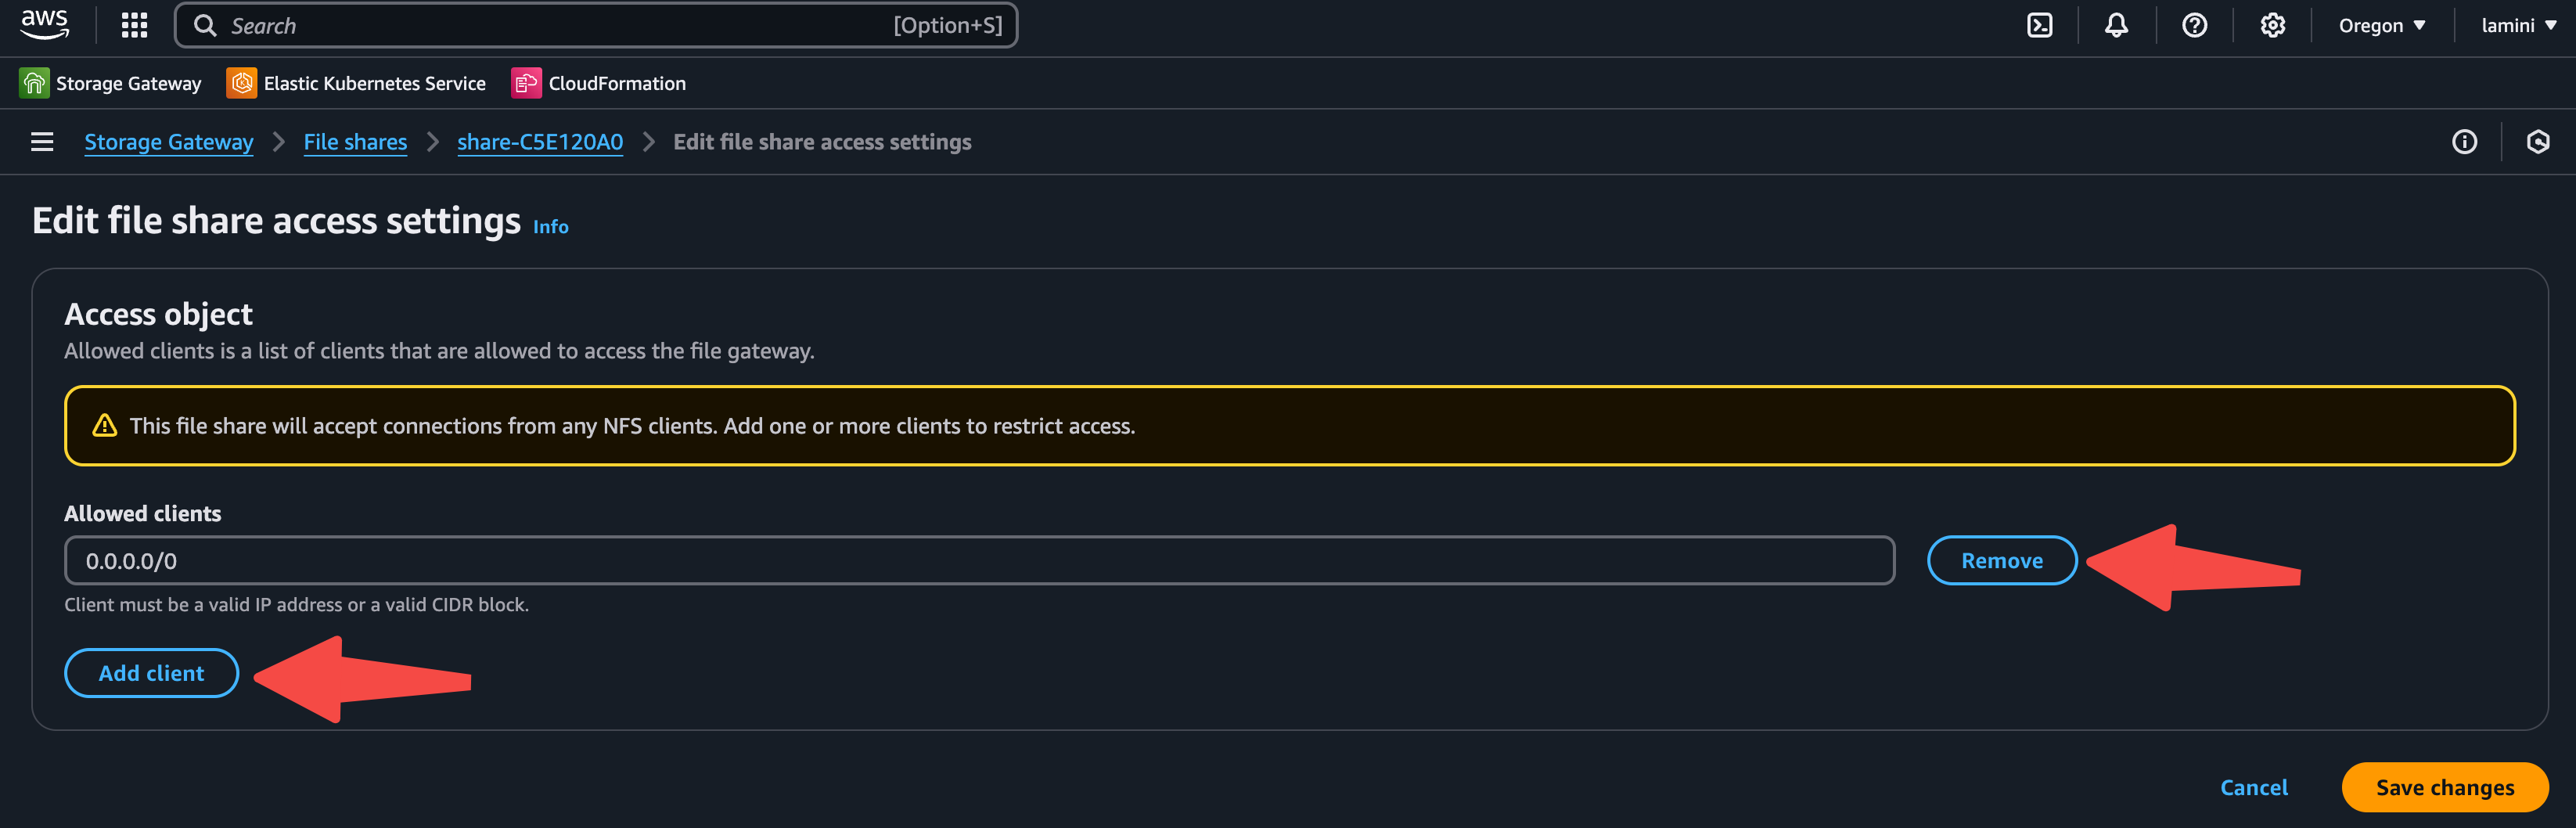 aws
Search [Option+S]
Oregon
lamini
Storage Gateway
Elastic Kubernetes Service
CloudFormation
Storage Gateway
File shares
share-C5E120A0
Edit file share access settings
Edit file share access settings Info
Access object
Allowed clients is a list of clients that are allowed to access the file gateway.
This file share will accept connections from any NFS clients. Add one or more clients to restrict access.
Allowed clients
0.0.0.0/0
Remove
Client must be a valid IP address or a valid CIDR block.
Add client
Cancel
Save changes